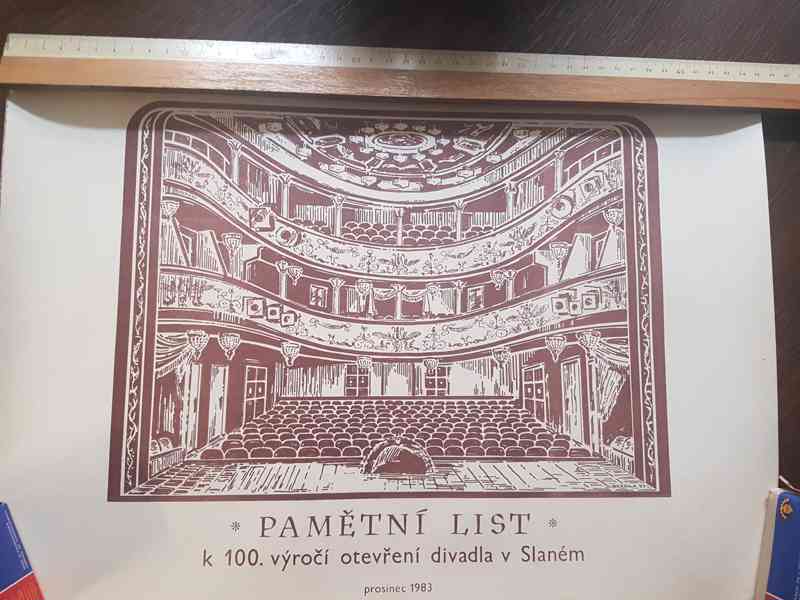 * PAMĚTNÍ LIST *
k 100. výročí otevření divadla v Slaném
prosinec 1983